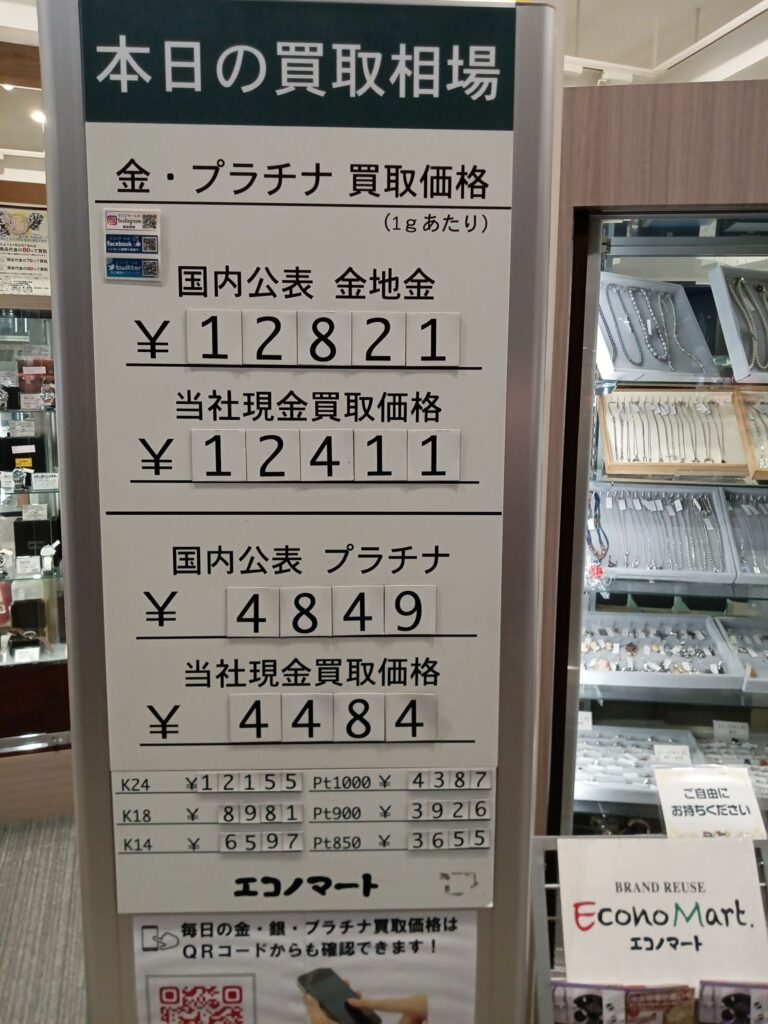 本日の買取相場
金・プラチナ 買取価格
(1gあたり)
Instagram
facebook
twitter
国内公表 金地金
¥12821
当社現金買取価格
¥12411
国内公表 プラチナ
¥4849
当社現金買取価格
¥4484
K24 ¥12155 Pt1000 ¥4387
K18 ¥8981 Pt900 ¥3926
K14 ¥6597 Pt850 ¥3655
エコノマート
毎日の金・銀・プラチナ買取価格は
QRコードからも確認できます!
ご自由に
お持ちください
BRAND REUSE
EconoMart.
エコノマート